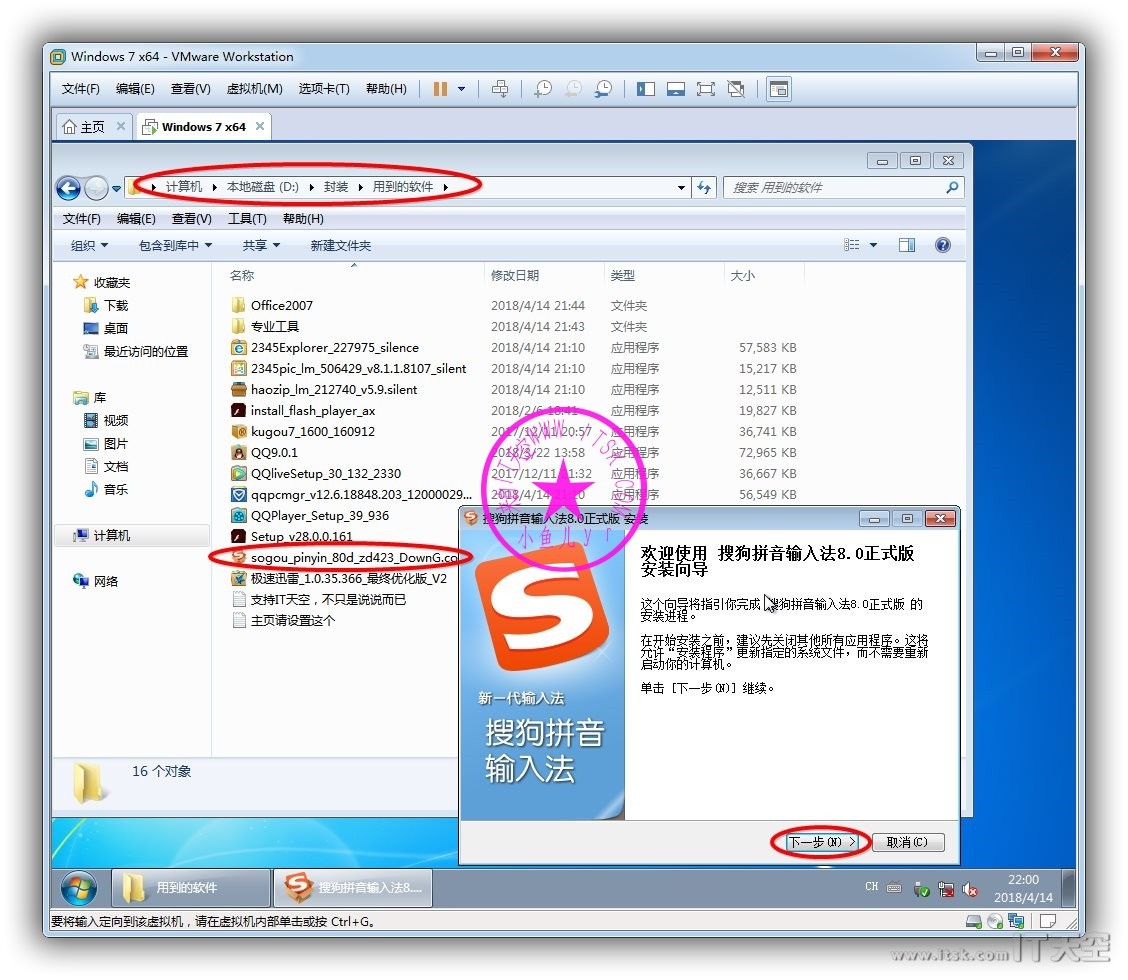 Windows 7 x64 - VMware Workstation
文件(F) 编辑(E) 查看(V) 虚拟机(M) 选项卡(T) 帮助(H)
主页 Windows 7 x64
计算机 本地磁盘 (D:) 封装 用到的软件
搜索 用到的软件
文件(F) 编辑(E) 查看(V) 工具(T) 帮助(H)
组织 包含到库中 共享 新建文件夹
收藏夹
下载
桌面
最近访问的位置
库
视频
图片
文档
音乐
计算机
网络
名称 修改日期 类型 大小
Office2007 2018/4/14 21:44 文件夹
专业工具 2018/4/14 21:43 文件夹
2345Explorer_227975_silence 2018/4/14 21:10 应用程序 57,583 KB
2345pic_lm_506429_v8.1.1.8107_silent 2018/4/14 21:10 应用程序 15,217 KB
haozip_lm_212740_v5.9.silent 2018/4/14 21:10 应用程序 12,511 KB
install_flash_player_ax 2018/2/6 18:41 应用程序 19,827 KB
kugou7_1600_160912 2017/12/11 20:57 应用程序 36,741 KB
QQ9.0.1 2018/3/22 13:58 应用程序 72,965 KB
QQliveSetup_30_132_2330 2017/12/11 21:32 应用程序 36,667 KB
qqpcmgr_v12.6.18848.203_12000029... 2018/4/14 21:10 应用程序 56,549 KB
QQPlayer_Setup_39_936
Setup_v28.0.0.161
sogou_pinyin_80d_zd423_DownG.co
极速迅雷_1.0.35.366_最终优化版_V2
支持IT天空，不只是说说而已
主页请设置这个
16 个对象
来自IT天空WWW.ITSK.COM
小鱼儿yr
搜狗拼音输入法8.0正式版 安装
新一代输入法
搜狗拼音
输入法
欢迎使用 搜狗拼音输入法8.0正式版
安装向导
这个向导将指引你完成 搜狗拼音输入法8.0正式版 的
安装进程。
在开始安装之前，建议先关闭其他所有应用程序。这将
允许“安装程序”更新指定的系统文件，而不需要重新
启动你的计算机。
单击 [下一步(N)] 继续。
下一步(N) > 取消(C)
用到的软件 搜狗拼音输入法8.... CH 22:00
2018/4/14
要将输入定向到该虚拟机，请在虚拟机内部单击或按 Ctrl+G。
www.itsk.com IT天空